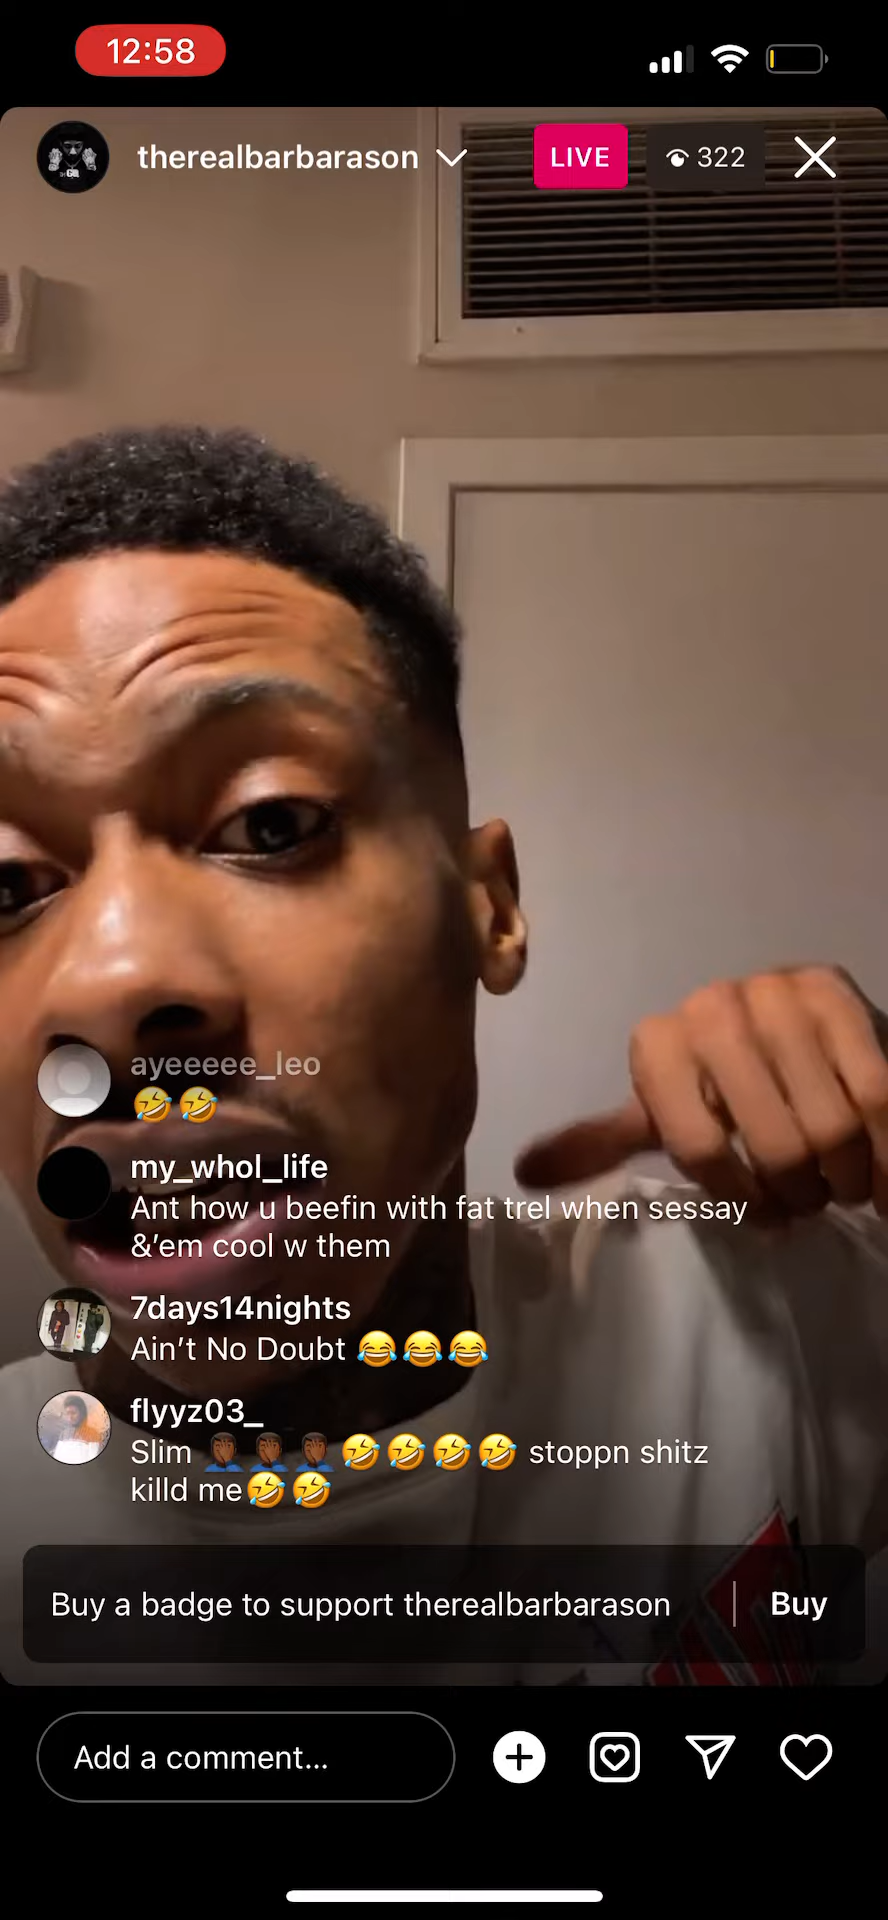 12:58
therealbarbarason
LIVE
322
ayeeeee_leo
🤣🤣
my_whol_life
Ant how u beefin with fat trel when sessay
&’em cool w them
7days14nights
Ain’t No Doubt 😂😂😂
flyyz03_
Slim 🤦🏾‍♂️🤦🏾‍♂️🤦🏾‍♂️🤣🤣🤣🤣 stoppn shitz
killd me🤣🤣
Buy a badge to support therealbarbarason
Buy
Add a comment...